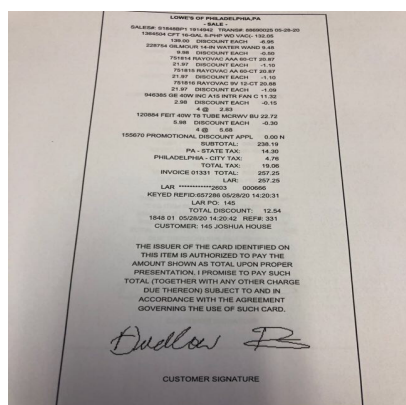 LOWE'S OF PHILADELPHIA,PA
- SALE -
SALES#: S1848BP1 1914942 TRANS#: 89690025 05-28-20
1364504 CFT 16-GAL 5-PHP WD VAC(- 132.05
139.00 DISCOUNT EACH -6.95
228754 GILMOUR 14-IN WATER WAND 9.48
9.98 DISCOUNT EACH -0.50
751814 RAYOVAC AAA 60-CT 20.87
21.97 DISCOUNT EACH -1.10
751815 RAYOVAC AA 60-CT 20.87
21.97 DISCOUNT EACH -1.10
751816 RAYOVAC 9V 12-CT 20.88
21.97 DISCOUNT EACH -1.09
946385 GE 40W INC A15 INTR FAN C 11.32
2.98 DISCOUNT EACH -0.15
4 @ 2.83
120884 FEIT 40W T8 TUBE MCRWV BU 22.72
5.98 DISCOUNT EACH -0.30
4 @ 5.68
155670 PROMOTIONAL DISCOUNT APPL 0.00 N
SUBTOTAL: 238.19
PA - STATE TAX: 14.30
PHILADELPHIA - CITY TAX: 4.76
TOTAL TAX: 19.06
INVOICE 01331 TOTAL: 257.25
LAR: 257.25
LAR ************2603 000666
KEYED REFID:657286 05/28/20 14:20:31
LAR PO: 145
TOTAL DISCOUNT: 12.54
1848 01 05/28/20 14:20:42 REF#: 331
CUSTOMER: 145 JOSHUA HOUSE
THE ISSUER OF THE CARD IDENTIFIED ON
THIS ITEM IS AUTHORIZED TO PAY THE
AMOUNT SHOWN AS TOTAL UPON PROPER
PRESENTATION. I PROMISE TO PAY SUCH
TOTAL (TOGETHER WITH ANY OTHER CHARGE
DUE THEREON) SUBJECT TO AND IN
ACCORDANCE WITH THE AGREEMENT
GOVERNING THE USE OF SUCH CARD.
CUSTOMER SIGNATURE